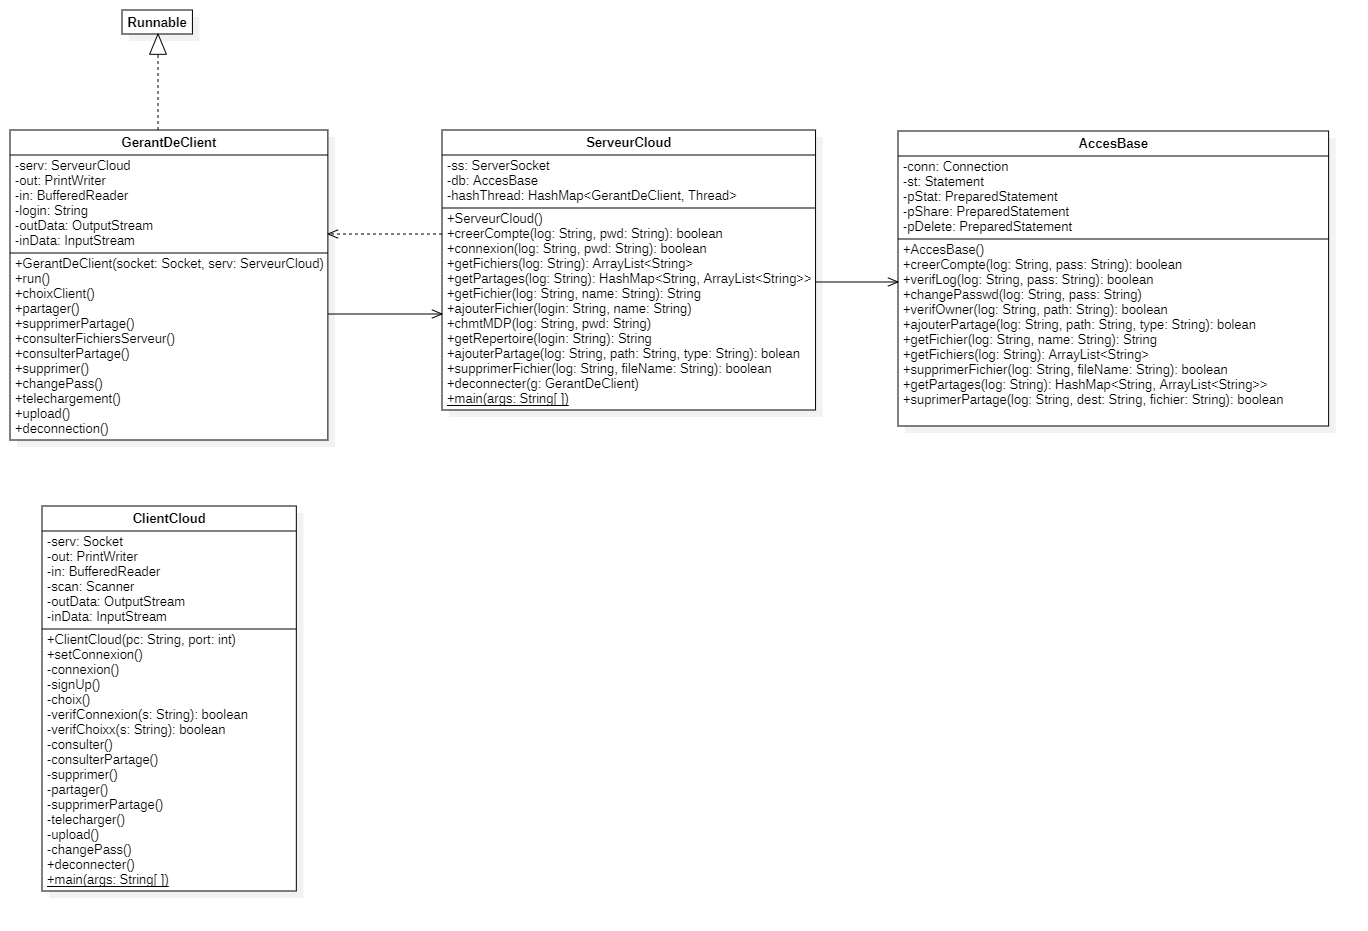 Runnable
GerantDeClient
-serv: ServeurCloud
-out: PrintWriter
-in: BufferedReader
-login: String
-outData: OutputStream
-inData: InputStream
+GerantDeClient(socket: Socket, serv: ServeurCloud)
+run()
+choixClient()
+partager()
+supprimerPartage()
+consulterFichiersServeur()
+consulterPartage()
+supprimer()
+changePass()
+telechargement()
+upload()
+deconnection()
ServeurCloud
-ss: ServerSocket
-db: AccesBase
-hashThread: HashMap<GerantDeClient, Thread>
+ServeurCloud()
+creerCompte(log: String, pwd: String): boolean
+connexion(log: String, pwd: String): boolean
+getFichiers(log: String): ArrayList<String>
+getPartages(log: String): HashMap<String, ArrayList<String>>
+getFichier(log: String, name: String): String
+ajouterFichier(login: String, name: String)
+chmtMDP(log: String, pwd: String)
+getRepertoire(login: String): String
+ajouterPartage(log: String, path: String, type: String): bolean
+supprimerFichier(log: String, fileName: String): boolean
+deconnecter(g: GerantDeClient)
+main(args: String[ ])
AccesBase
-conn: Connection
-st: Statement
-pStat: PreparedStatement
-pShare: PreparedStatement
-pDelete: PreparedStatement
+AccesBase()
+creerCompte(log: String, pass: String): boolean
+verifLog(log: String, pass: String): boolean
+changePasswd(log: String, pass: String)
+verifOwner(log: String, path: String): boolean
+ajouterPartage(log: String, path: String, type: String): bolean
+getFichier(log: String, name: String): String
+getFichiers(log: String): ArrayList<String>
+supprimerFichier(log: String, fileName: String): boolean
+getPartages(log: String): HashMap<String, ArrayList<String>>
+suprimerPartage(log: String, dest: String, fichier: String): boolean
ClientCloud
-serv: Socket
-out: PrintWriter
-in: BufferedReader
-scan: Scanner
-outData: OutputStream
-inData: InputStream
+ClientCloud(pc: String, port: int)
+setConnexion()
-connexion()
-signUp()
-choix()
-verifConnexion(s: String): boolean
-verifChoixx(s: String): boolean
-consulter()
-consulterPartage()
-supprimer()
-partager()
-supprimerPartage()
-telecharger()
-upload()
-changePass()
+deconnecter()
+main(args: String[ ])